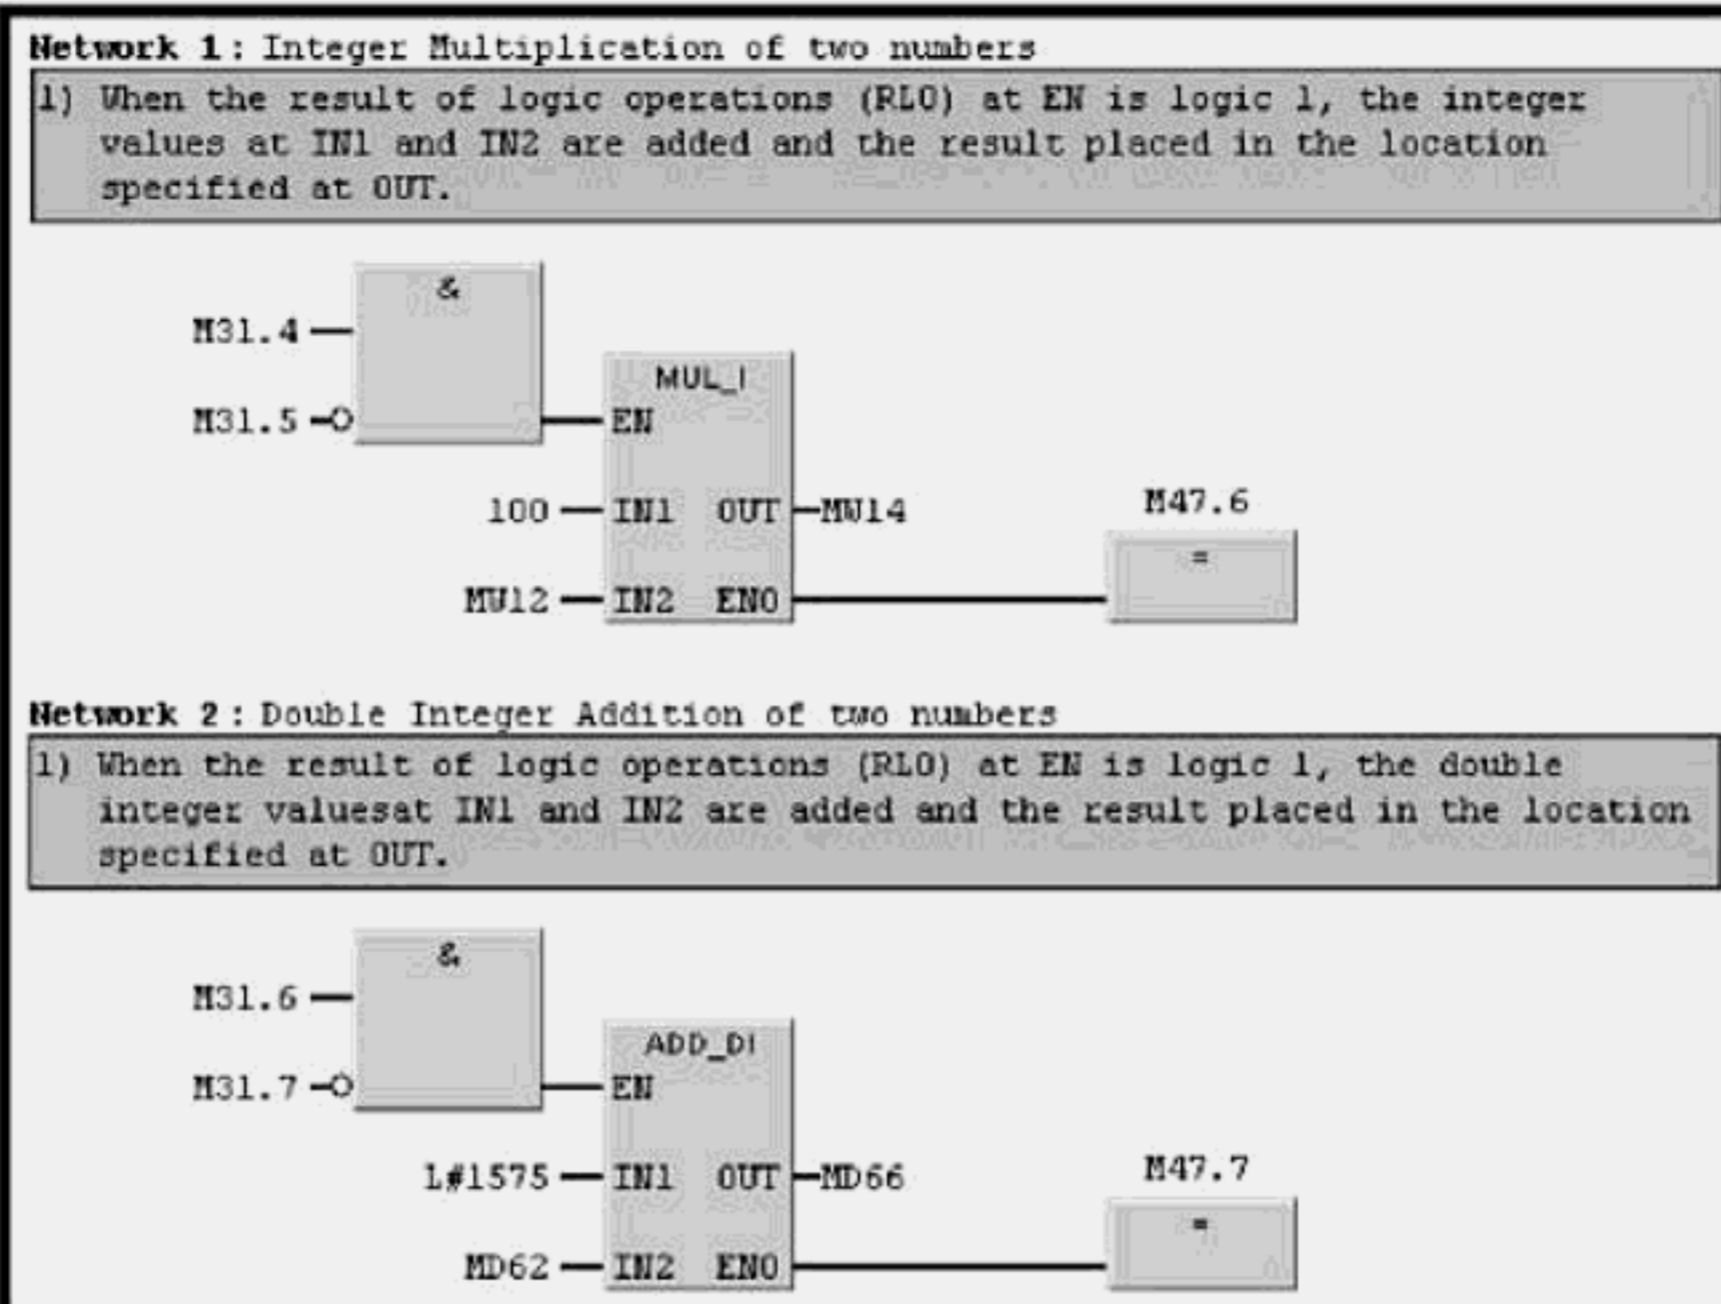 Network 1: Integer Multiplication of two numbers
1) When the result of logic operations (RLO) at EN is logic 1, the integer
values at IN1 and IN2 are added and the result placed in the location
specified at OUT.
&
M31.4
MUL_I
M31.5
EN
M47.6
100
IN1 OUT
MW14
=
MW12
IN2 ENO
Network 2: Double Integer Addition of two numbers
1) When the result of logic operations (RLO) at EN is logic 1, the double
integer valuesat IN1 and IN2 are added and the result placed in the location
specified at OUT.
&
M31.6
ADD_DI
M31.7
EN
M47.7
L#1575
IN1 OUT
MD66
=
MD62
IN2 ENO